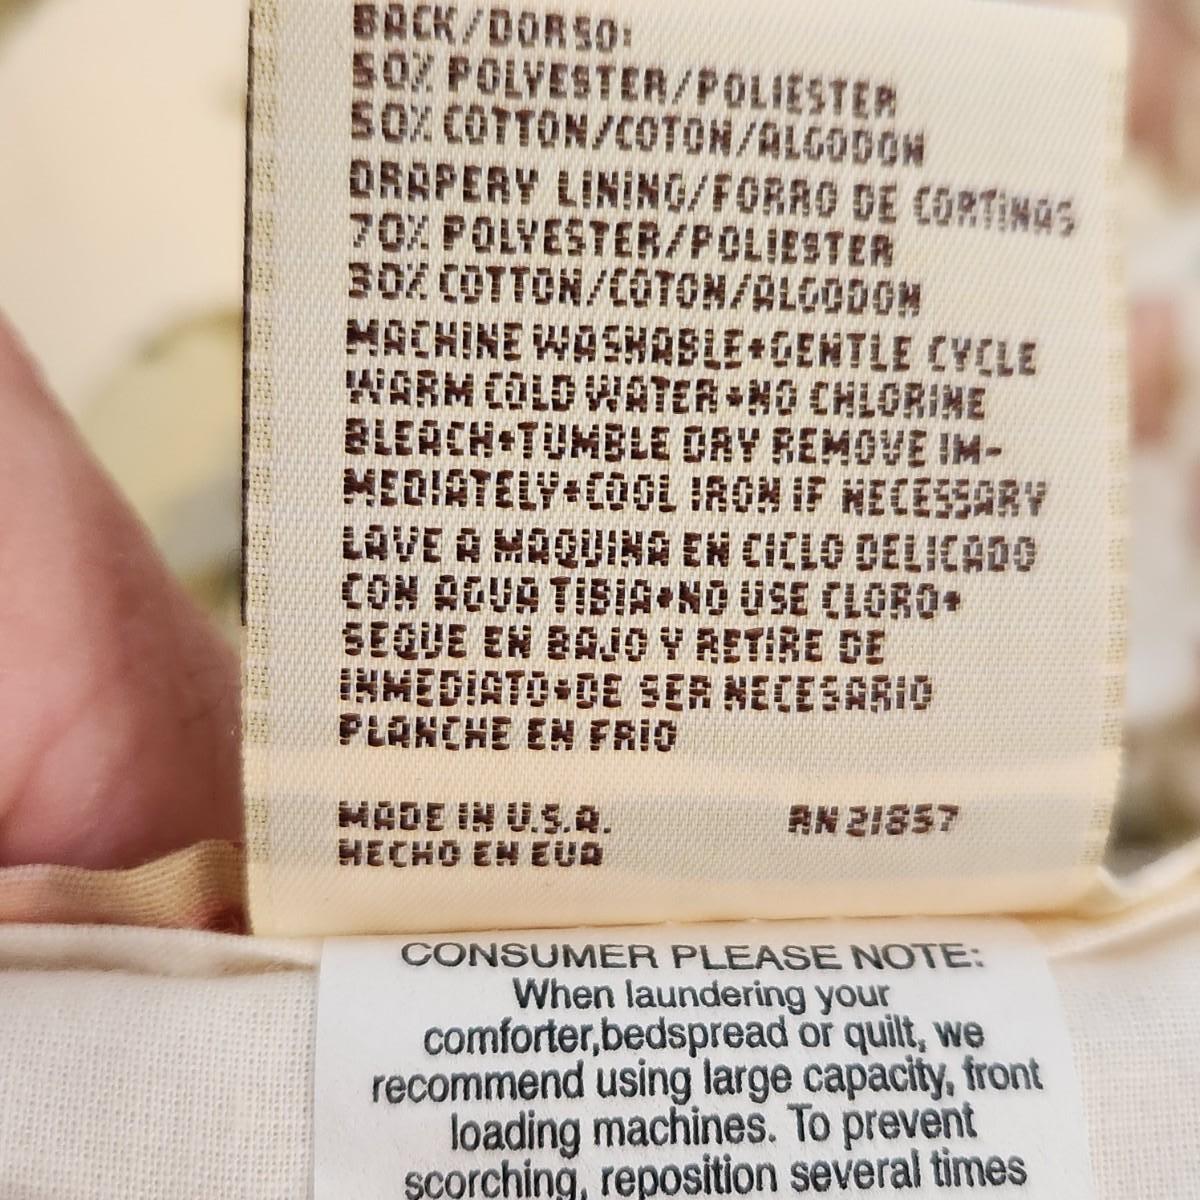 BACK/DORSO:
50% POLYESTER/POLIESTER
50% COTTON/COTON/ALGODON
DRAPERY LINING/FORRO DE CORTINAS
70% POLYESTER/POLIESTER
30% COTTON/COTON/ALGODON
MACHINE WASHABLE•GENTLE CYCLE
WARM COLD WATER•NO CHLORINE
BLEACH•TUMBLE DRY REMOVE IM-
MEDIATELY•COOL IRON IF NECESSARY
LAVE A MAQUINA EN CICLO DELICADO
CON AGUA TIBIA•NO USE CLORO•
SEQUE EN BAJO Y RETIRE DE
INMEDIATO•DE SER NECESARIO
PLANCHE EN FRIO
MADE IN U.S.A. RN 21857
HECHO EN EUA
CONSUMER PLEASE NOTE:
When laundering your
comforter,bedspread or quilt, we
recommend using large capacity, front
loading machines. To prevent
scorching, reposition several times